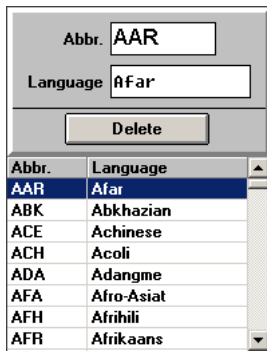 Abbr. AAR
Language Afar
Delete
Abbr. Language
AAR Afar
ABK Abkhazian
ACE Achinese
ACH Acoli
ADA Adangme
AFA Afro-Asiat
AFH Afrihili
AFR Afrikaans